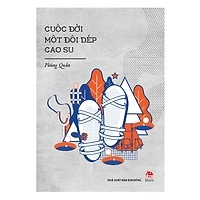 CUỘC ĐỜI
MỘT ĐÔI DÉP
CAO SU
Phùng Quán
NHÀ XUẤT BẢN KIM ĐỒNG